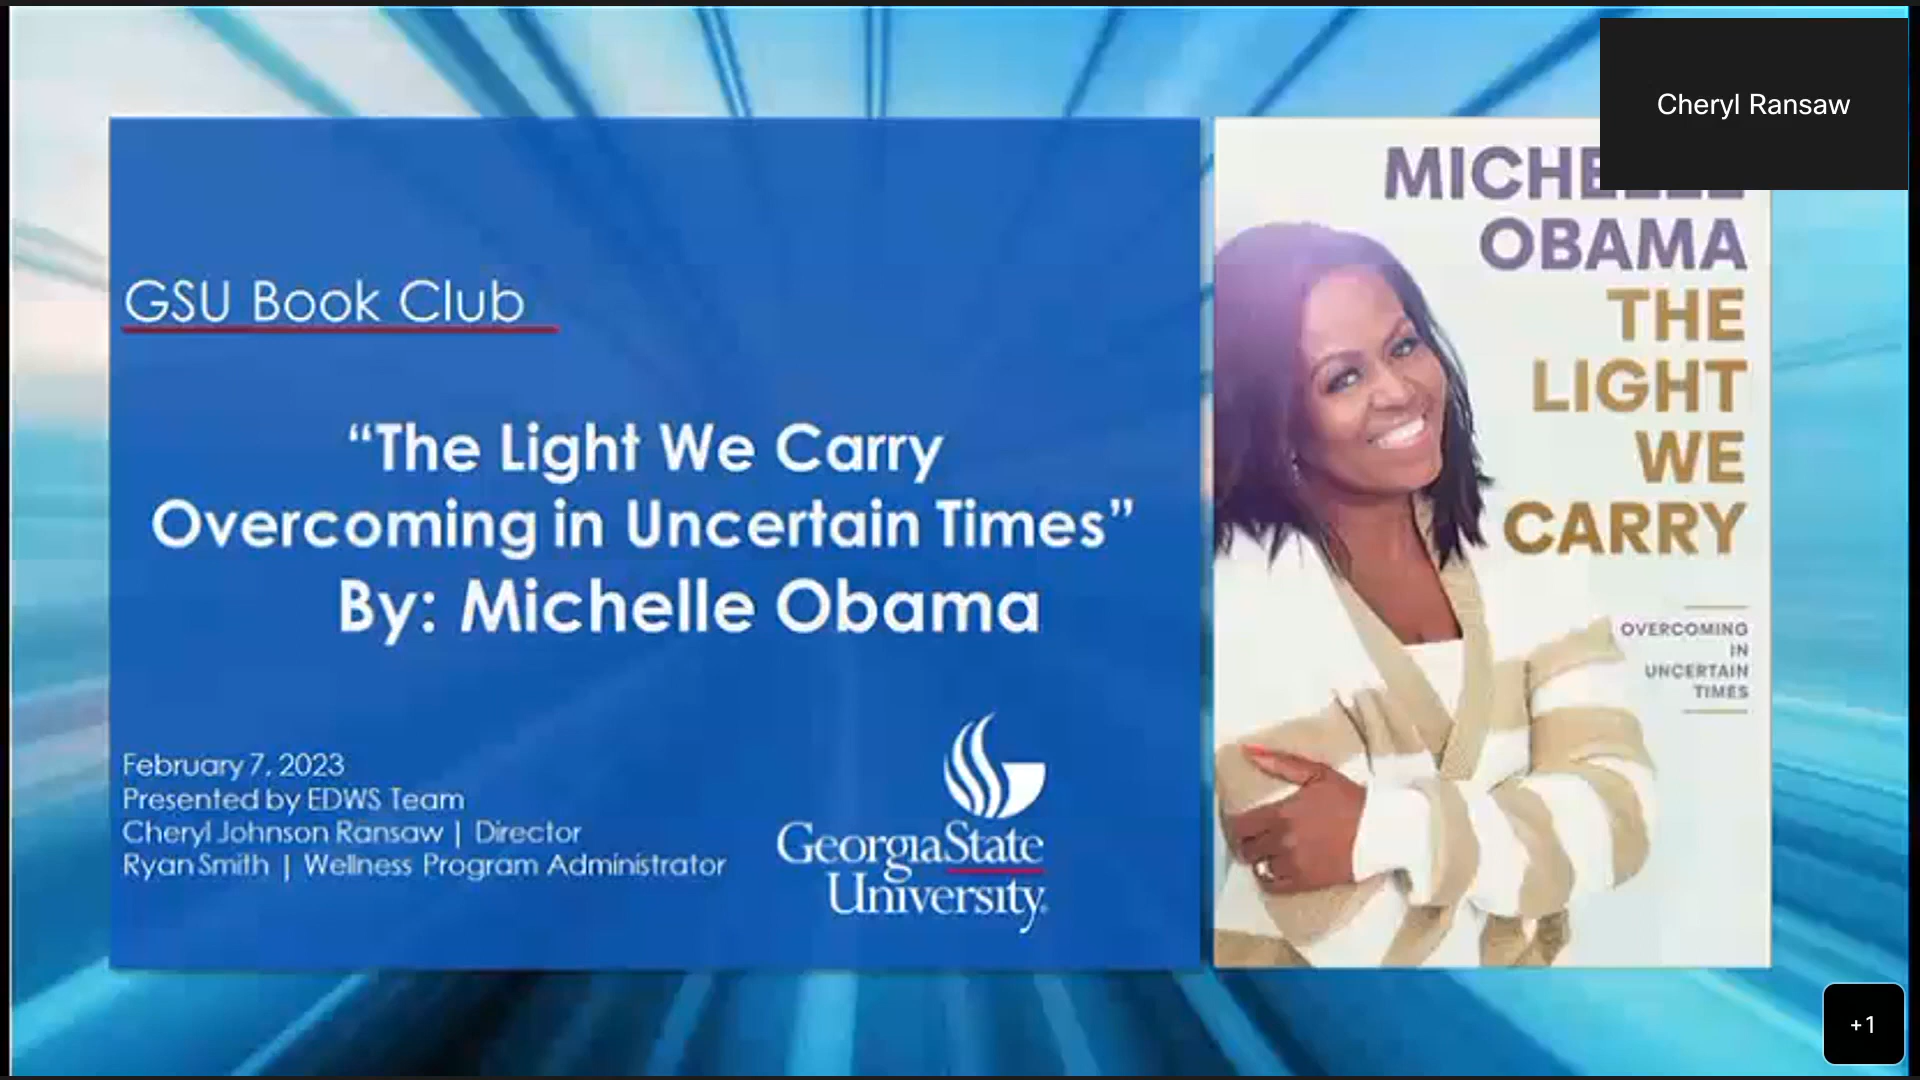 Cheryl Ransaw
GSU Book Club
“The Light We Carry
Overcoming in Uncertain Times”
By: Michelle Obama
February 7, 2023
Presented by EDWS Team
Cheryl Johnson Ransaw | Director
Ryan Smith | Wellness Program Administrator
GeorgiaState
University
MICHELLE
OBAMA
THE
LIGHT
WE
CARRY
OVERCOMING
IN
UNCERTAIN
TIMES
+1